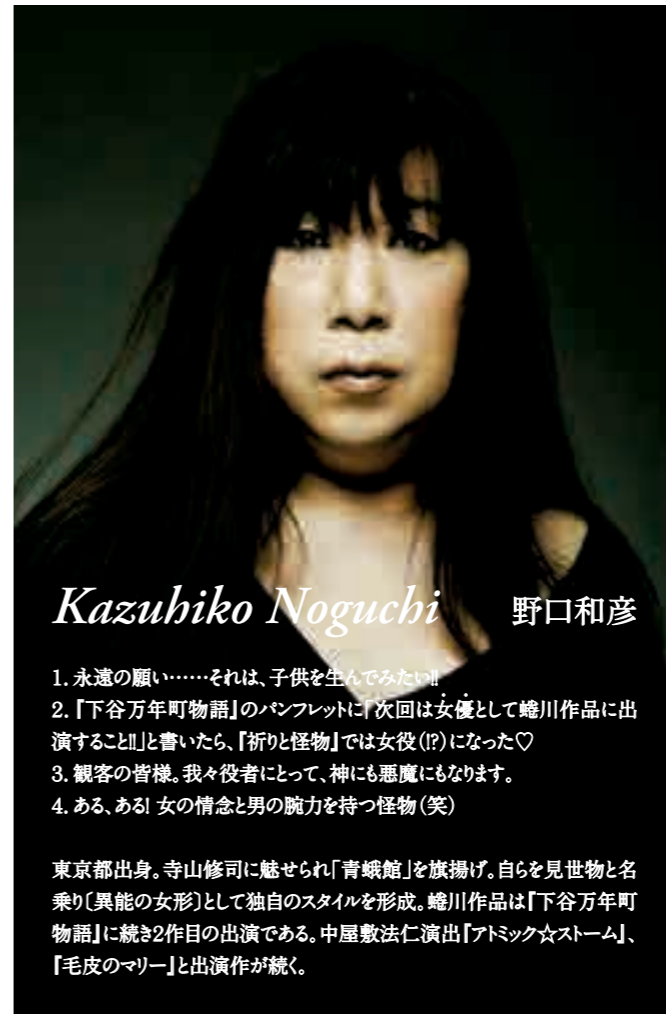 Kazuhiko Noguchi 野口和彦
1. 永遠の願い……それは、子供を生んでみたい!!
2.『下谷万年町物語』のパンフレットに「次回は女優として蜷川作品に出
演すること!!」と書いたら、『祈りと怪物』では女役(!?)になった♡
3. 観客の皆様。我々役者にとって、神にも悪魔にもなります。
4. ある、ある! 女の情念と男の腕力を持つ怪物(笑)
東京都出身。寺山修司に魅せられ「青蛾館」を旗揚げ。自らを見世物と名
乗り〔異能の女形〕として独自のスタイルを形成。蜷川作品は『下谷万年町
物語』に続き2作目の出演である。中屋敷法仁演出『アトミック☆ストーム』、
『毛皮のマリー』と出演作が続く。